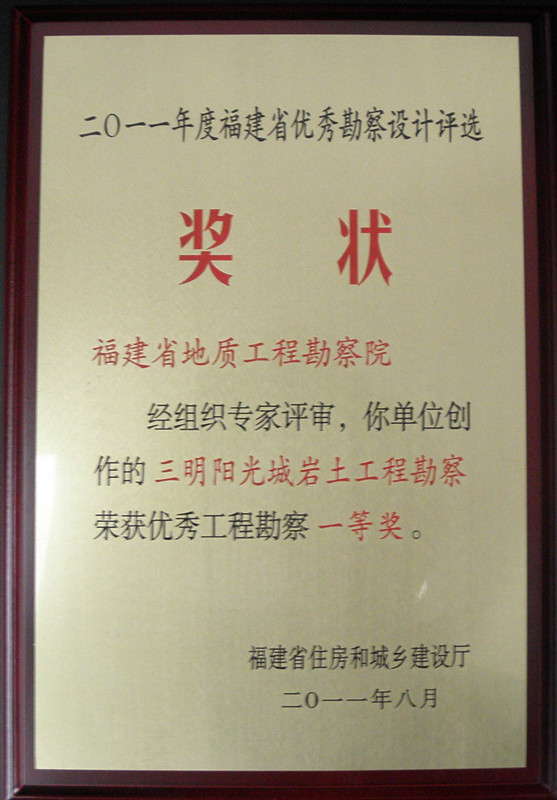 二〇一一年度福建省优秀勘察设计评选
奖 状
福建省地质工程勘察院
经组织专家评审，你单位创
作的 三明阳光城岩土工程勘察
荣获优秀工程勘察 一等奖 。
福建省住房和城乡建设厅
二〇一一年八月